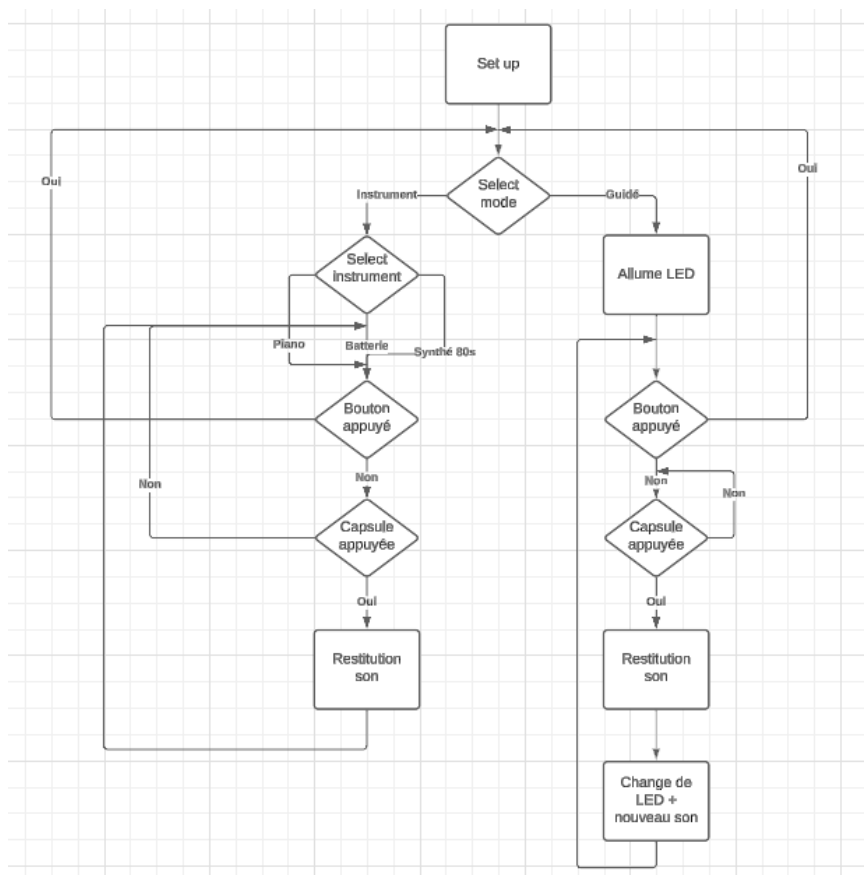 Set up
Oui
Oui
Select
mode
Instrument
Guidé
Select
instrument
Allume LED
Piano
Batterie
Synthé 80s
Bouton
appuyé
Bouton
appuyé
Non
Non
Non
Non
Capsule
appuyée
Capsule
appuyée
Oui
Oui
Restitution
son
Restitution
son
Change de
LED +
nouveau son